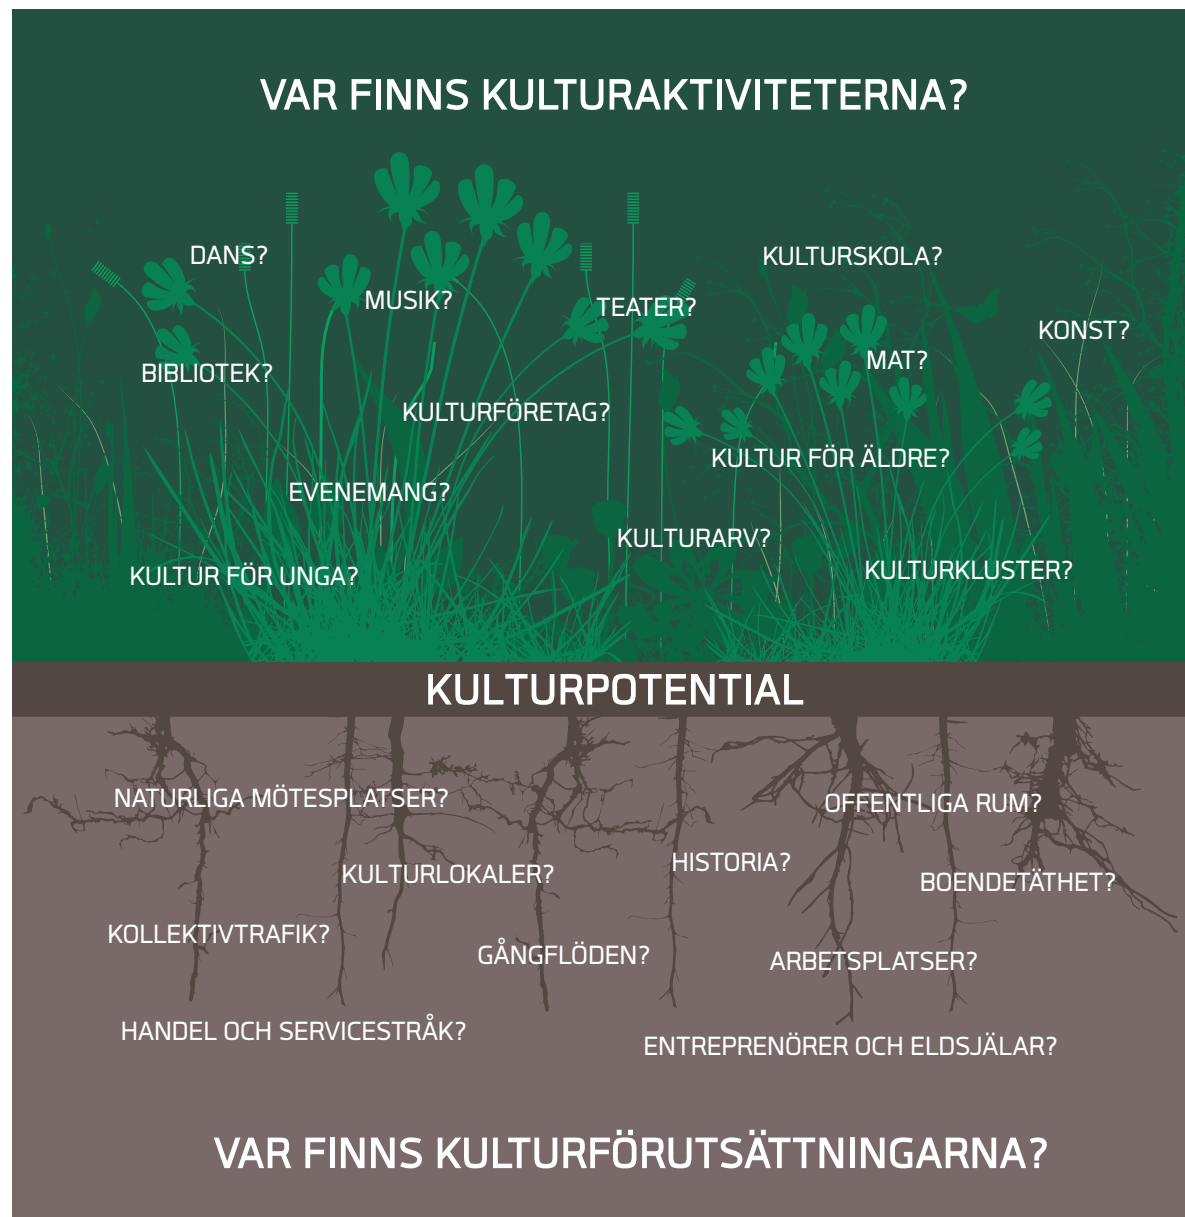 VAR FINNS KULTURAKTIVITETERNA?
DANS?
KULTURSKOLA?
MUSIK?
TEATER?
KONST?
MAT?
BIBLIOTEK?
KULTURFÖRETAG?
KULTUR FÖR ÄLDRE?
EVENEMANG?
KULTURARV?
KULTURKLUSTER?
KULTUR FÖR UNGA?
KULTURPOTENTIAL
NATURLIGA MÖTESPLATSER?
OFFENTLIGA RUM?
HISTORIA?
KULTURLOKALER?
BOENDETÄTHET?
KOLLEKTIVTRAFIK?
GÅNGFLÖDEN?
ARBETSPLATSER?
HANDEL OCH SERVICESTRÅK?
ENTREPRENÖRER OCH ELDSJÄLAR?
VAR FINNS KULTURFÖRUTSÄTTNINGARNA?